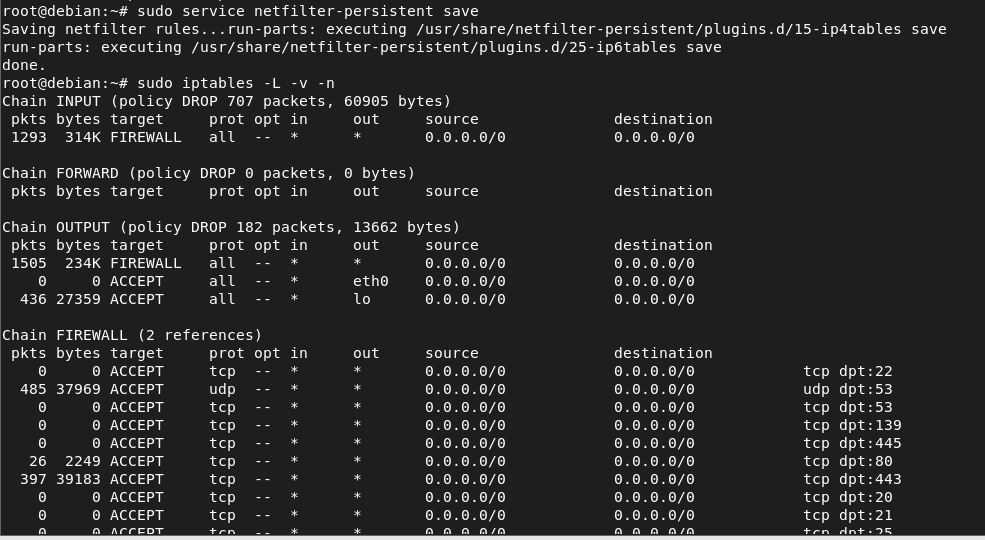 root@debian:~# sudo service netfilter-persistent save
Saving netfilter rules...run-parts: executing /usr/share/netfilter-persistent/plugins.d/15-ip4tables save
run-parts: executing /usr/share/netfilter-persistent/plugins.d/25-ip6tables save
done.
root@debian:~# sudo iptables -L -v -n
Chain INPUT (policy DROP 707 packets, 60905 bytes)
 pkts bytes target     prot opt in     out     source               destination
 1293  314K FIREWALL   all  --  *      *       0.0.0.0/0            0.0.0.0/0

Chain FORWARD (policy DROP 0 packets, 0 bytes)
 pkts bytes target     prot opt in     out     source               destination

Chain OUTPUT (policy DROP 182 packets, 13662 bytes)
 pkts bytes target     prot opt in     out     source               destination
 1505  234K FIREWALL   all  --  *      *       0.0.0.0/0            0.0.0.0/0
    0     0 ACCEPT     all  --  *      eth0    0.0.0.0/0            0.0.0.0/0
  436 27359 ACCEPT     all  --  *      lo      0.0.0.0/0            0.0.0.0/0

Chain FIREWALL (2 references)
 pkts bytes target     prot opt in     out     source               destination
    0     0 ACCEPT     tcp  --  *      *       0.0.0.0/0            0.0.0.0/0            tcp dpt:22
  485 37969 ACCEPT     udp  --  *      *       0.0.0.0/0            0.0.0.0/0            udp dpt:53
    0     0 ACCEPT     tcp  --  *      *       0.0.0.0/0            0.0.0.0/0            tcp dpt:53
    0     0 ACCEPT     tcp  --  *      *       0.0.0.0/0            0.0.0.0/0            tcp dpt:139
    0     0 ACCEPT     tcp  --  *      *       0.0.0.0/0            0.0.0.0/0            tcp dpt:445
   26  2249 ACCEPT     tcp  --  *      *       0.0.0.0/0            0.0.0.0/0            tcp dpt:80
  397 39183 ACCEPT     tcp  --  *      *       0.0.0.0/0            0.0.0.0/0            tcp dpt:443
    0     0 ACCEPT     tcp  --  *      *       0.0.0.0/0            0.0.0.0/0            tcp dpt:20
    0     0 ACCEPT     tcp  --  *      *       0.0.0.0/0            0.0.0.0/0            tcp dpt:21
    0     0 ACCEPT     tcp  --  *      *       0.0.0.0/0            0.0.0.0/0            tcp dpt:25